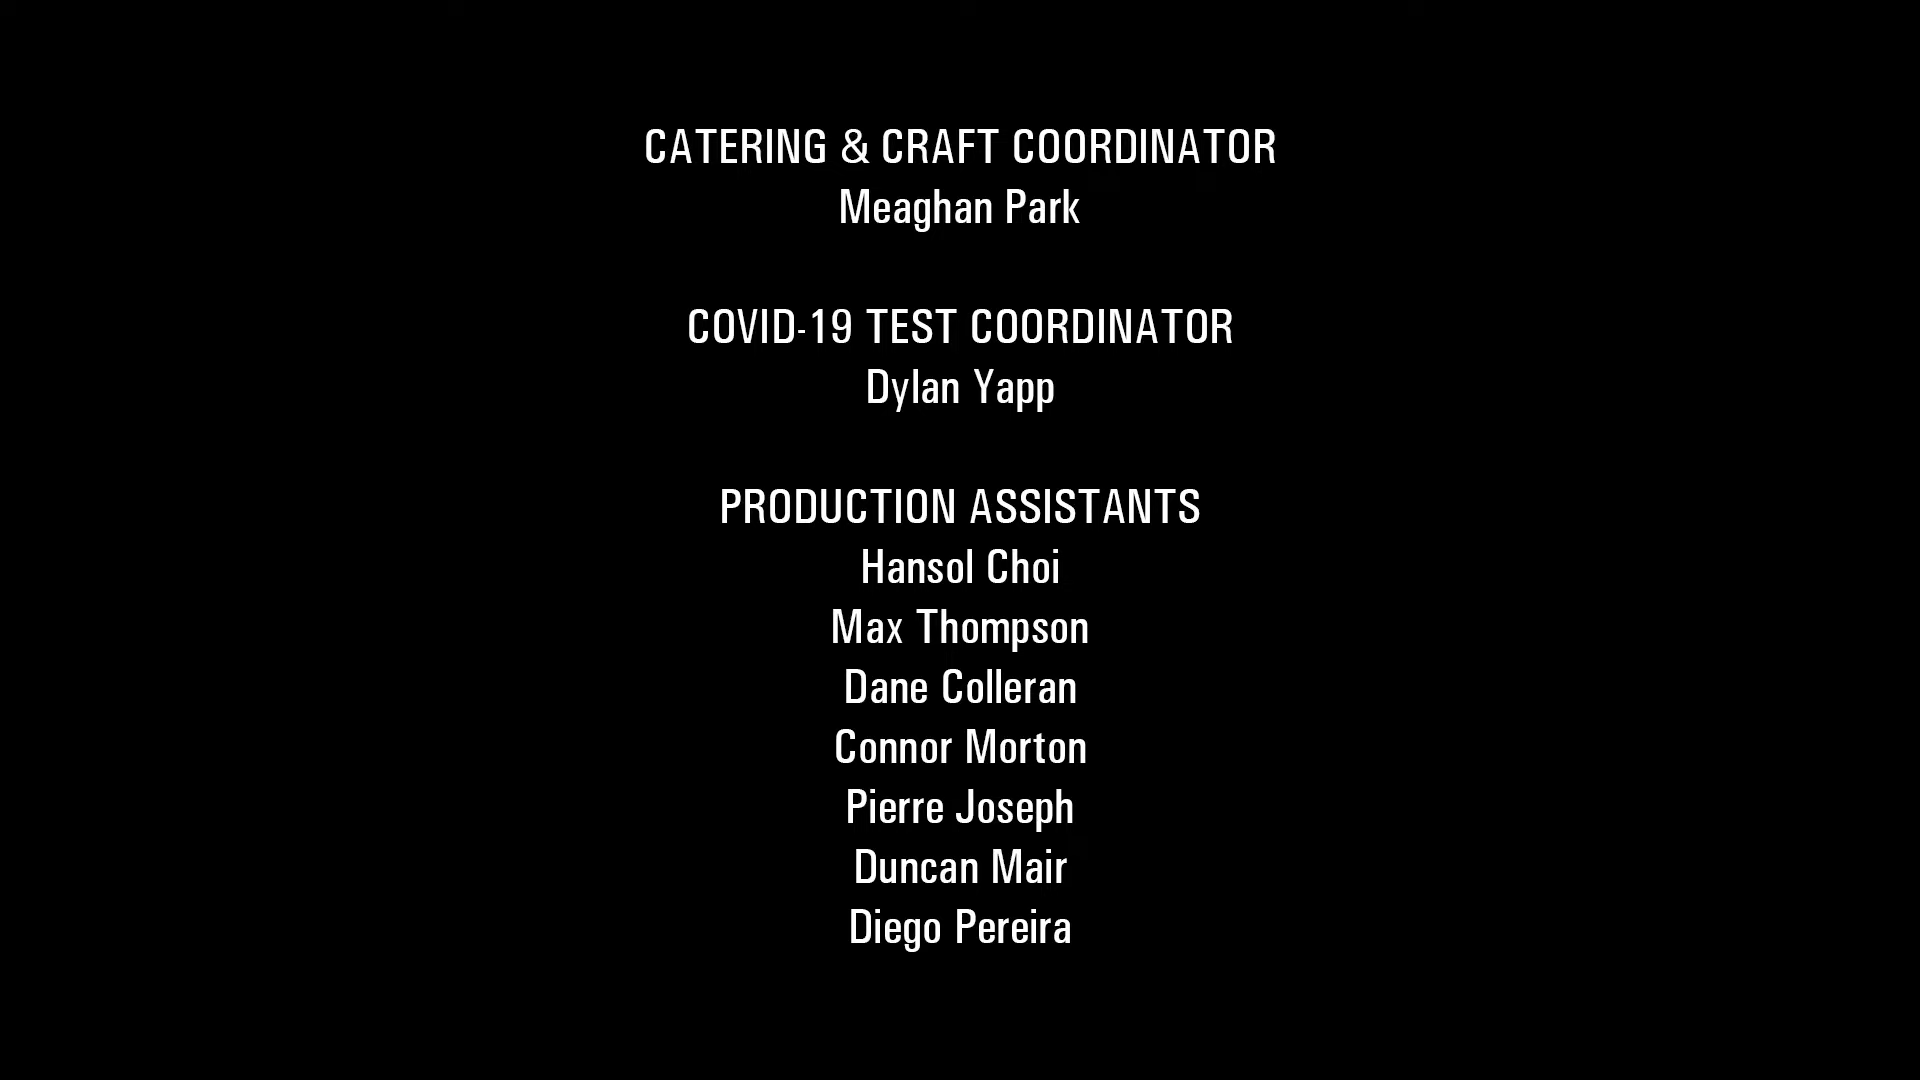 CATERING & CRAFT COORDINATOR
Meaghan Park
COVID-19 TEST COORDINATOR
Dylan Yapp
PRODUCTION ASSISTANTS
Hansol Choi
Max Thompson
Dane Colleran
Connor Morton
Pierre Joseph
Duncan Mair
Diego Pereira